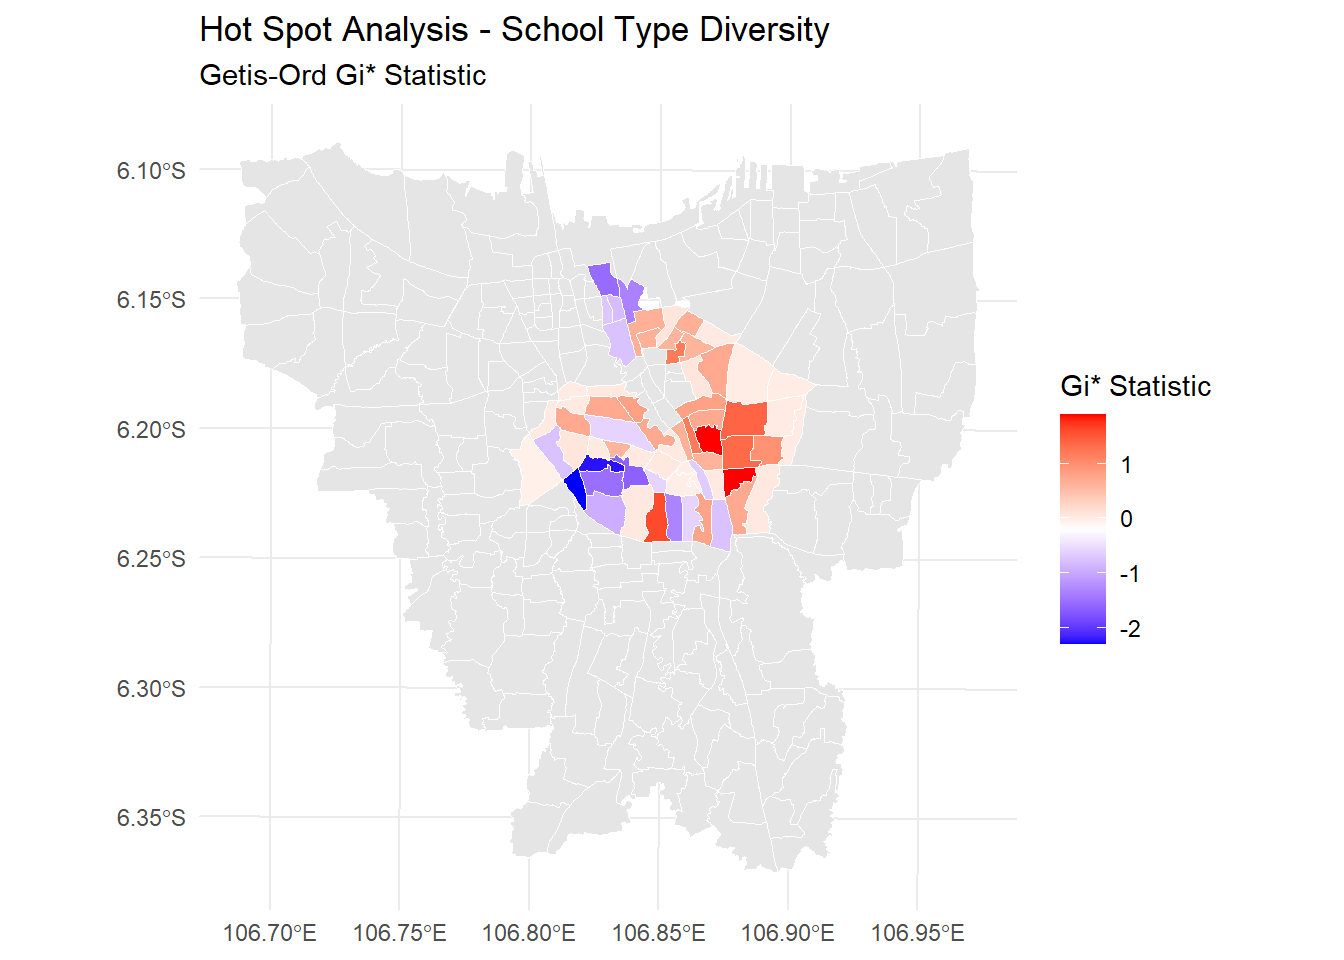 Hot Spot Analysis - School Type Diversity
Getis-Ord Gi* Statistic
6.10°S
6.15°S
6.20°S
6.25°S
6.30°S
6.35°S
106.70°E 106.75°E 106.80°E 106.85°E 106.90°E 106.95°E
Gi* Statistic
1
0
-1
-2